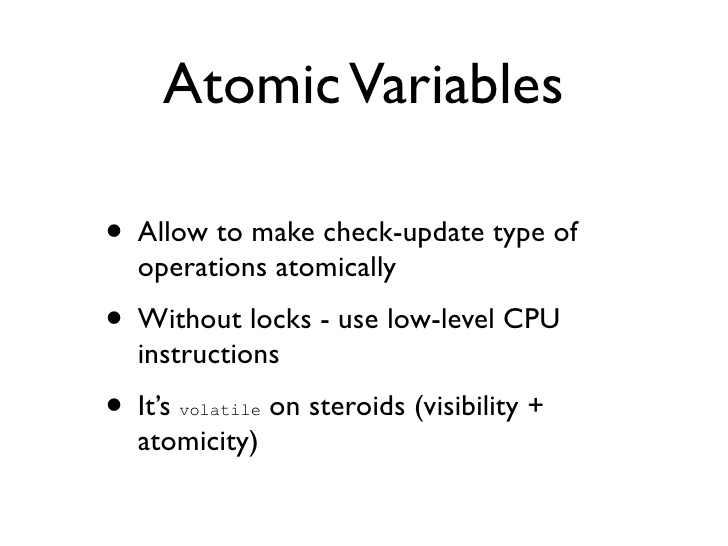 Atomic Variables
• Allow to make check-update type of
operations atomically
• Without locks - use low-level CPU
instructions
• It’s volatile on steroids (visibility +
atomicity)